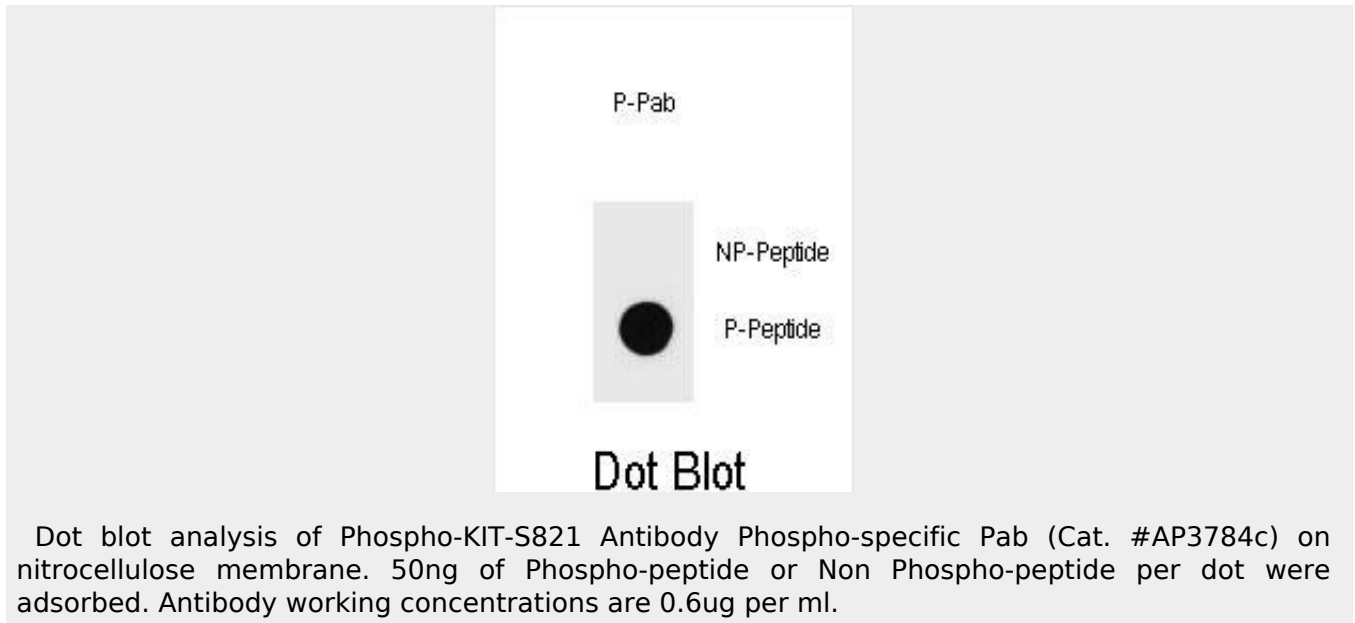 P-Pab
NP-Peptide
P-Peptide
Dot Blot
Dot blot analysis of Phospho-KIT-S821 Antibody Phospho-specific Pab (Cat. #AP3784c) on
nitrocellulose membrane. 50ng of Phospho-peptide or Non Phospho-peptide per dot were
adsorbed. Antibody working concentrations are 0.6ug per ml.